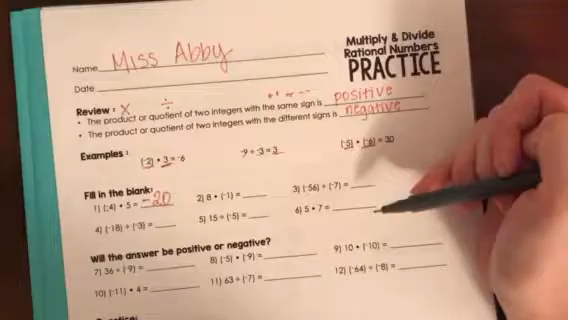 Name Miss Abby
Multiply & Divide
Rational Numbers
PRACTICE
Date
Review: × ÷
++ or --
• The product or quotient of two integers with the same sign is positive
• The product or quotient of two integers with the different signs is negative
Examples:
(-2) • 3 = -6
-9 ÷ -3 = 3
(-5) • (-6) = 30
Fill in the blank:
1) (-4) • 5 = -20
2) 8 • (-1) =
3) (-56) ÷ (-7) =
4) (-18) ÷ (-3) =
5) 15 ÷ (-5) =
6) 5 • 7 =
Will the answer be positive or negative?
7) 36 ÷ (-9) =
8) (-5) • (-9) =
9) 10 • (-10) =
10) (-11) • 4 =
11) 63 ÷ (-7) =
12) (-64) ÷ (-8) =